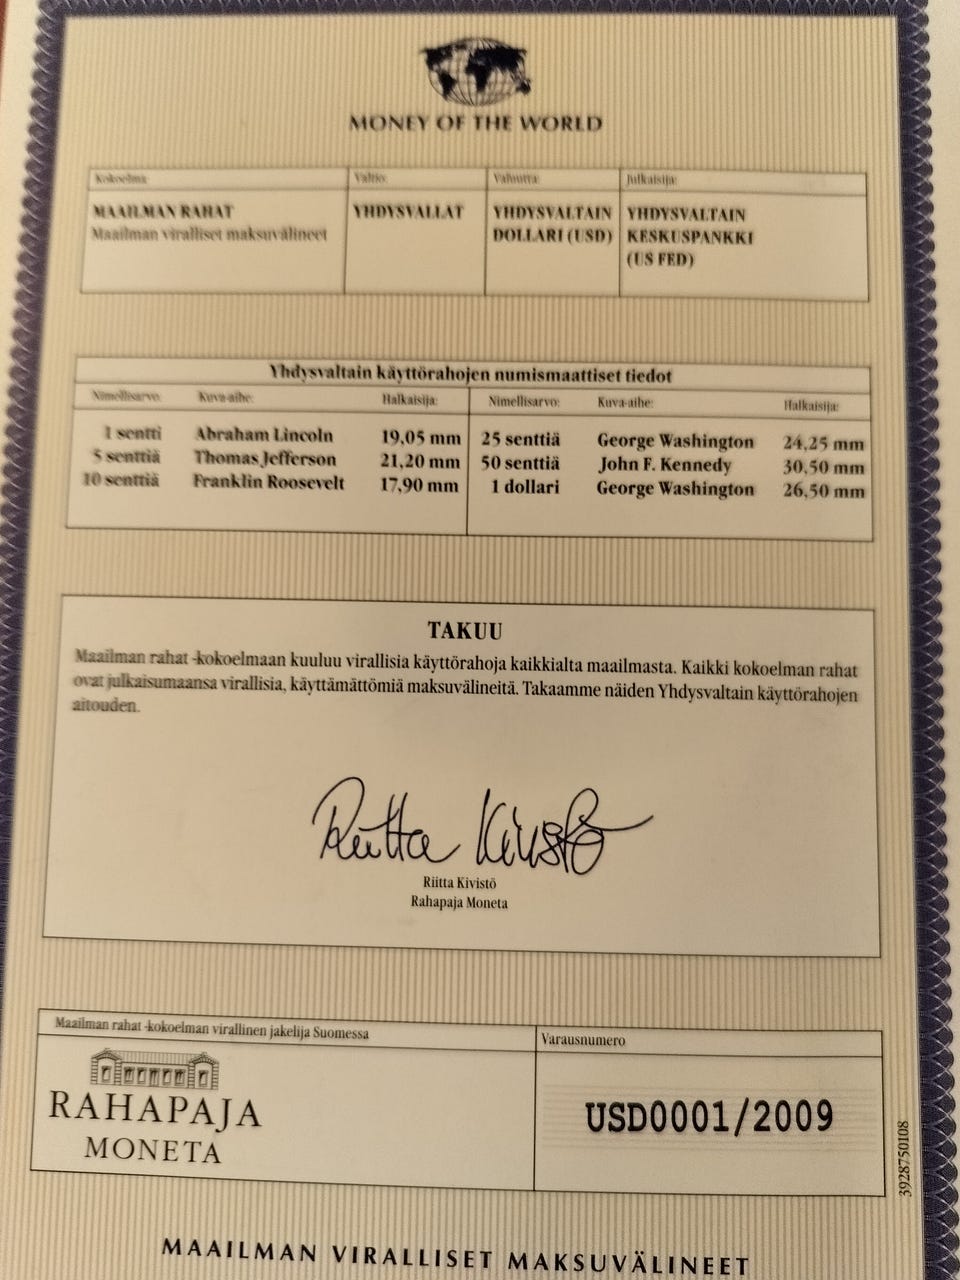 MONEY OF THE WORLD
Kokoelma:
MAAILMAN RAHAT
Maailman viralliset maksuvälineet
Valtio:
YHDYSVALLAT
Valuutta:
YHDYSVALTAIN
DOLLARI (USD)
Julkaisija:
YHDYSVALTAIN
KESKUSPANKKI
(US FED)
Yhdysvaltain käyttörahojen numismaattiset tiedot
Nimellisarvo: Kuva-aihe: Halkaisija: Nimellisarvo: Kuva-aihe: Halkaisija:
1 sentti Abraham Lincoln 19,05 mm 25 senttiä George Washington 24,25 mm
5 senttiä Thomas Jefferson 21,20 mm 50 senttiä John F. Kennedy 30,50 mm
10 senttiä Franklin Roosevelt 17,90 mm 1 dollari George Washington 26,50 mm
TAKUU
Maailman rahat -kokoelmaan kuuluu virallisia käyttörahoja kaikkialta maailmasta. Kaikki kokoelman rahat
ovat julkaisumaansa virallisia, käyttämättömiä maksuvälineitä. Takaamme näiden Yhdysvaltain käyttörahojen
aitouden.
Riitta Kivistö
Riitta Kivistö
Rahapaja Moneta
Maailman rahat -kokoelman virallinen jakelija Suomessa
RAHAPAJA
MONETA
Varausnumero
USD0001/2009
3928750108
MAAILMAN VIRALLISET MAKSUVÄLINEET